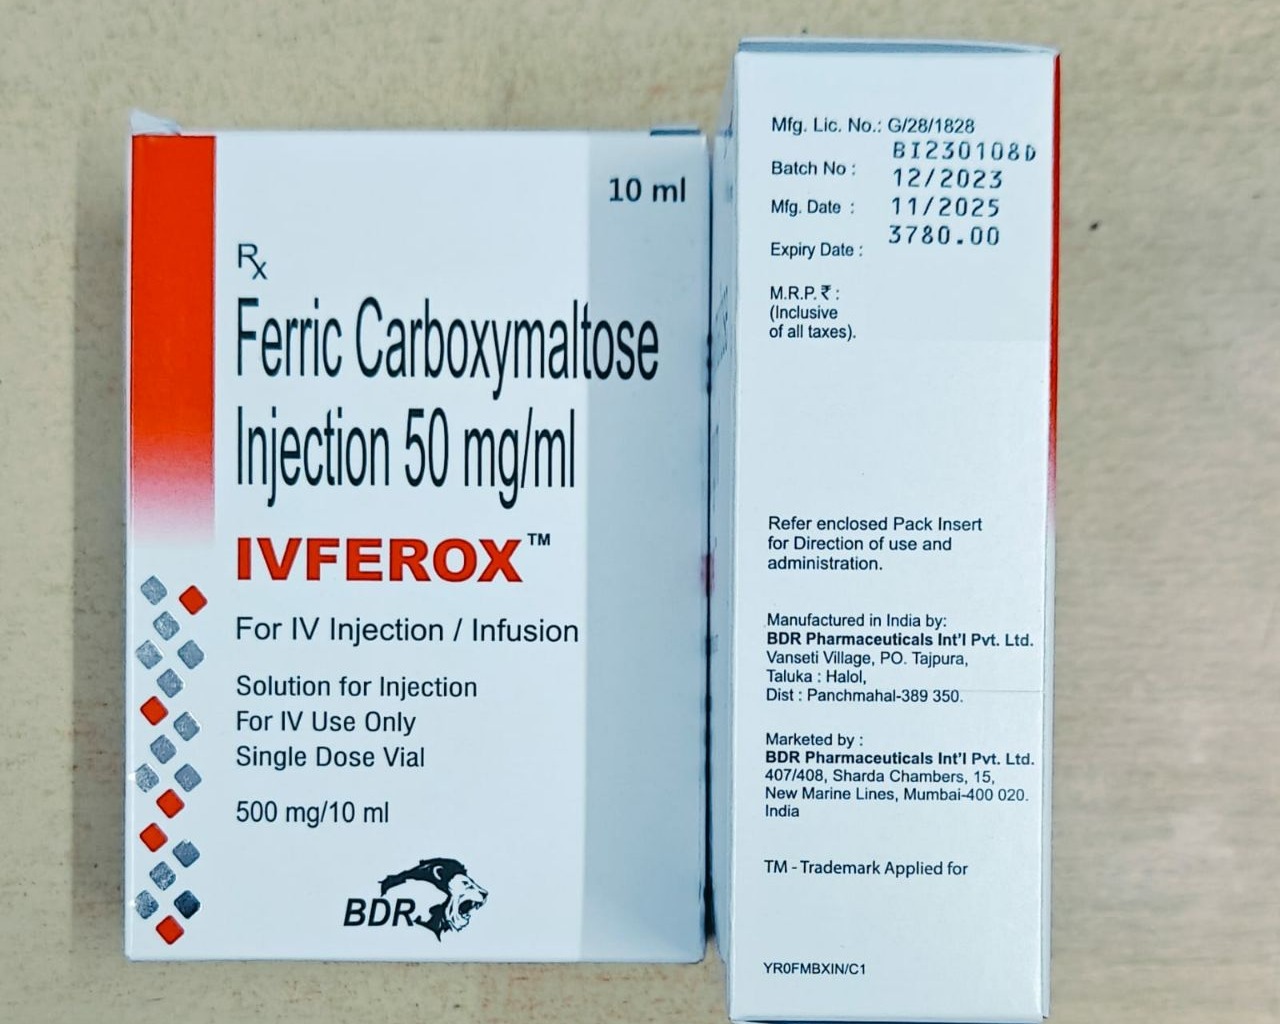 10 ml
Rx
Ferric Carboxymaltose
Injection 50 mg/ml
IVFEROX™
For IV Injection / Infusion
Solution for Injection
For IV Use Only
Single Dose Vial
500 mg/10 ml
BDR
Mfg. Lic. No.: G/28/1828
BI230108D
Batch No :
12/2023
Mfg. Date :
11/2025
3780.00
Expiry Date :
M.R.P. ₹ :
(Inclusive
of all taxes).
Refer enclosed Pack Insert
for Direction of use and
administration.
Manufactured in India by:
BDR Pharmaceuticals Int'l Pvt. Ltd.
Vanseti Village, PO. Tajpura,
Taluka : Halol,
Dist : Panchmahal-389 350.
Marketed by :
BDR Pharmaceuticals Int'l Pvt. Ltd.
407/408, Sharda Chambers, 15,
New Marine Lines, Mumbai-400 020.
India
TM - Trademark Applied for
YR0FMBXIN/C1